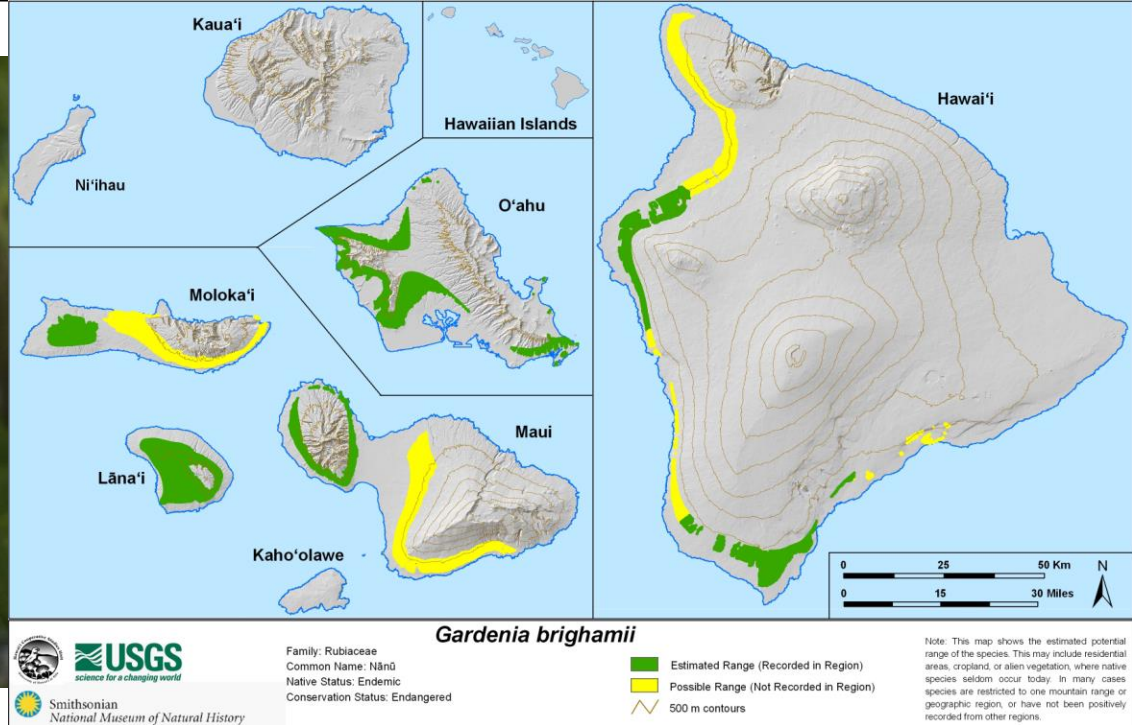 Kaua'i
Ni'ihau
Hawaiian Islands
O'ahu
Hawai'i
Moloka'i
Lāna'i
Maui
Kaho'olawe
0 25 50 Km
0 15 30 Miles
N
Gardenia brighamii
USGS
science for a changing world
Smithsonian
National Museum of Natural History
Family: Rubiaceae
Common Name: Nānū
Native Status: Endemic
Conservation Status: Endangered
Estimated Range (Recorded in Region)
Possible Range (Not Recorded in Region)
500 m contours
Note: This map shows the estimated potential
range of the species. This may include residential
areas, cropland, or alien vegetation, where native
species seldom occur today. In many cases
species are restricted to one mountain range or
geographic region, or have not been positively
recorded from other regions.